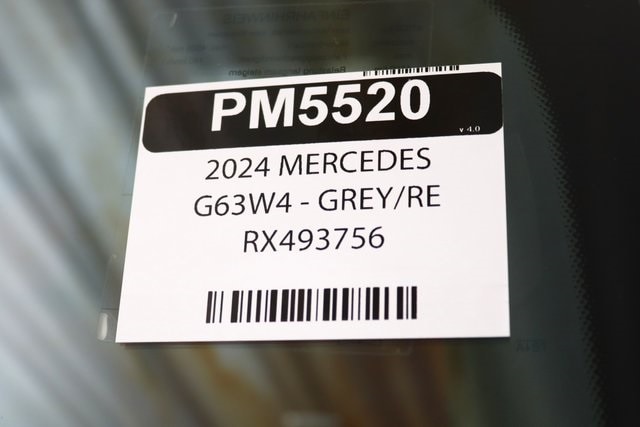 PM5520
v 4.0
2024 MERCEDES
G63W4 - GREY/RE
RX493756